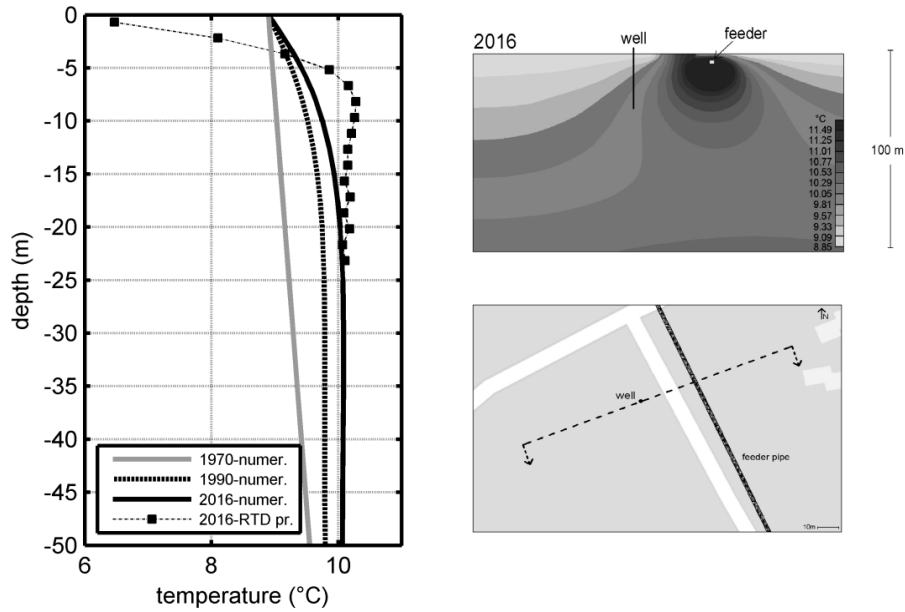 0
-5
-10
-15
-20
-25
-30
-35
-40
-45
-50
depth (m)
6
8
10
temperature (°C)
1970-numer.
1990-numer.
2016-numer.
2016-RTD pr.
2016
well
feeder
°C
11.49
11.25
11.01
10.77
10.53
10.29
10.05
9.81
9.57
9.33
9.09
8.85
100 m
N
well
feeder pipe
10m